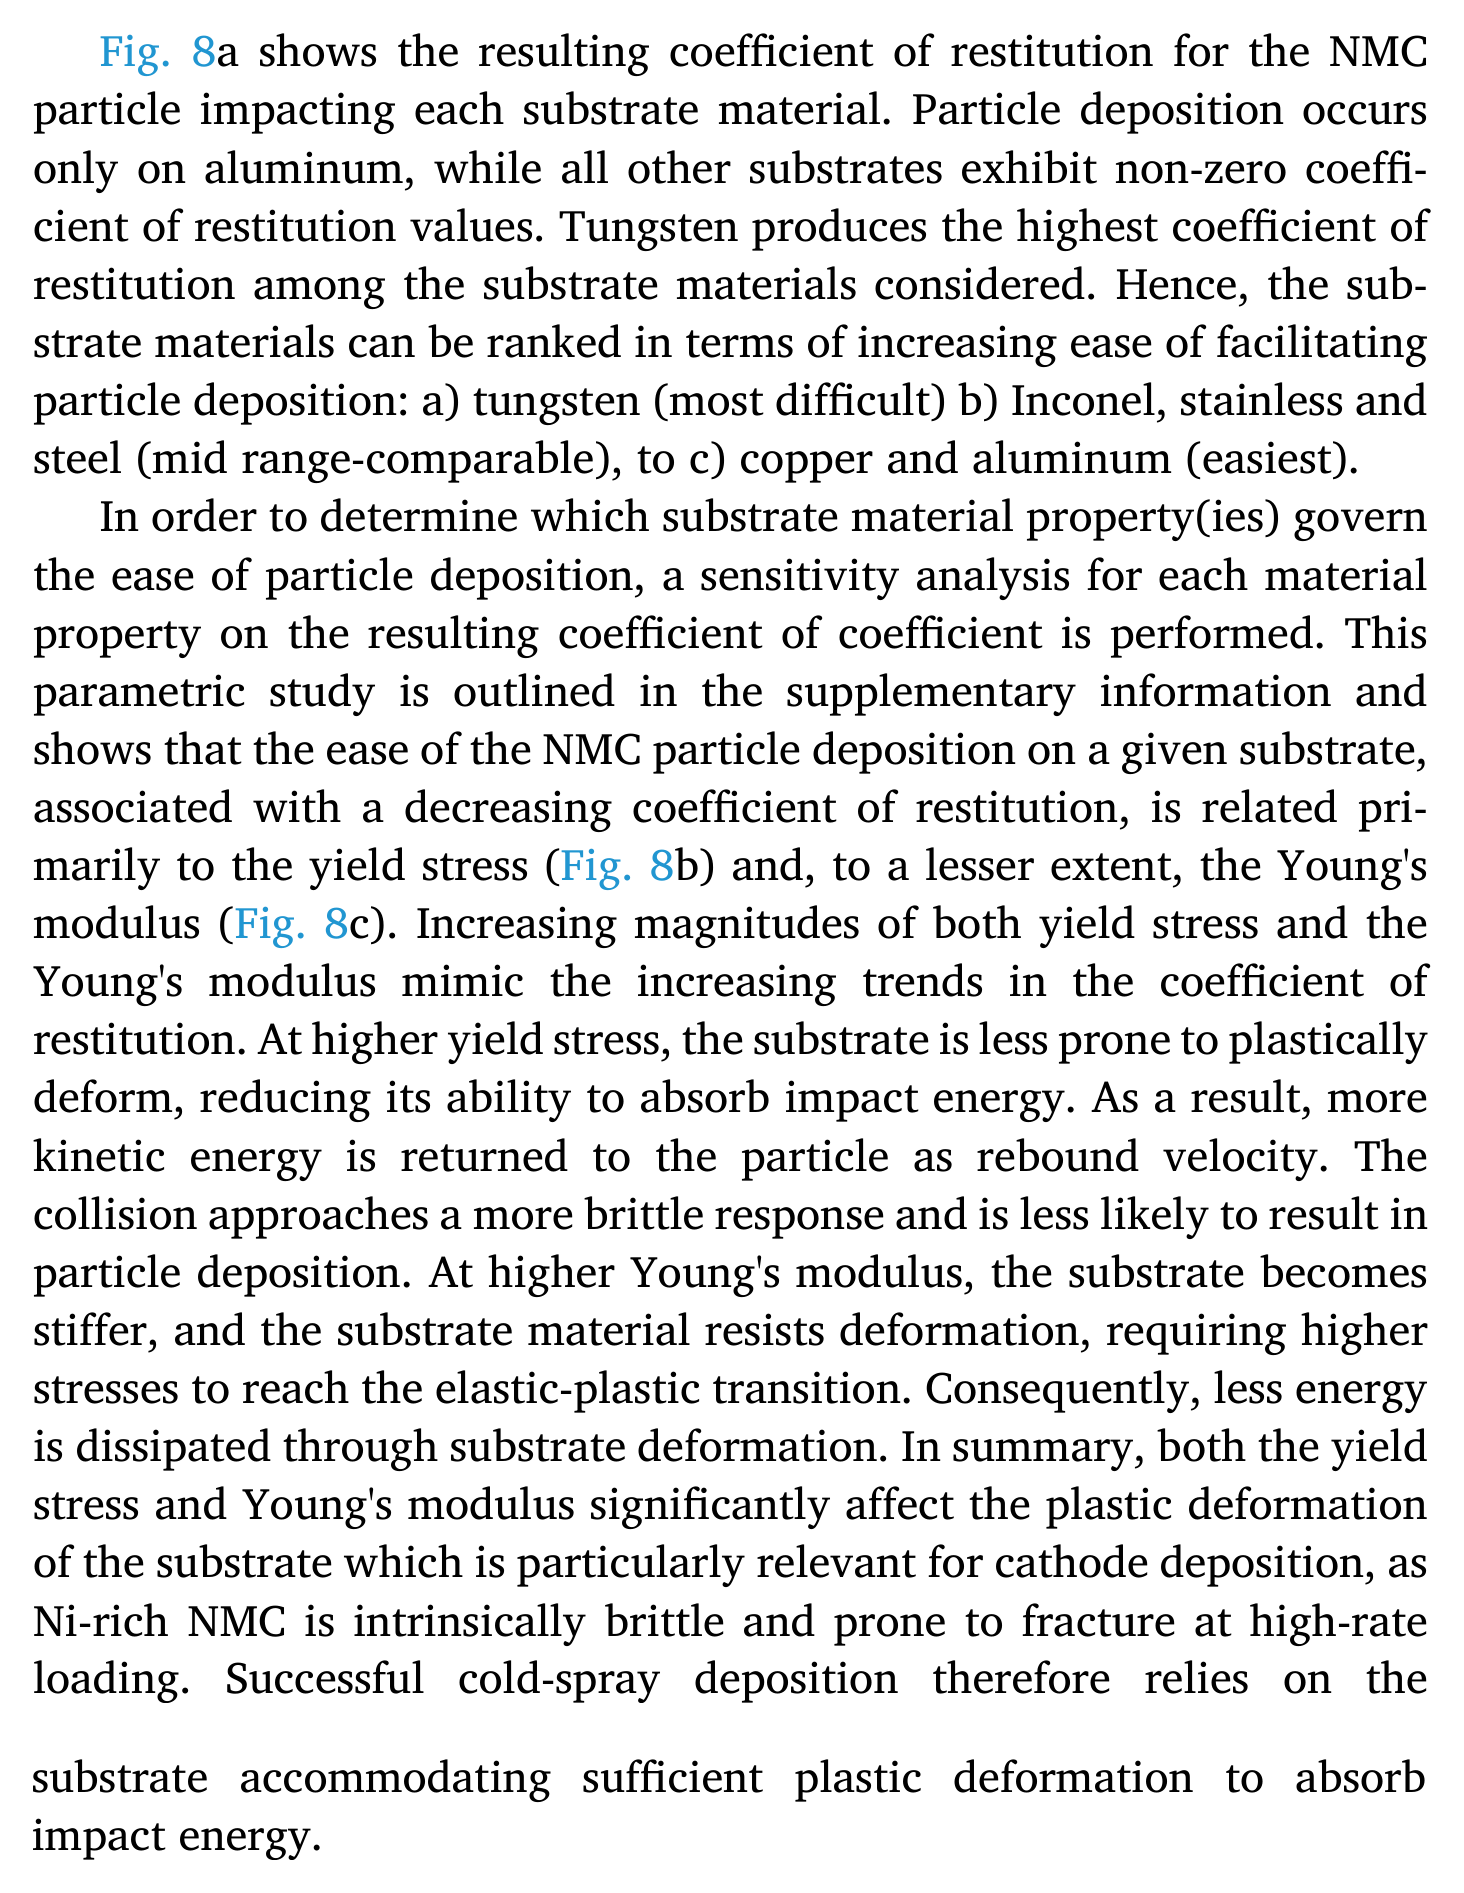 Fig. 8a shows the resulting coefficient of restitution for the NMC
particle impacting each substrate material. Particle deposition occurs
only on aluminum, while all other substrates exhibit non-zero coeffi-
cient of restitution values. Tungsten produces the highest coefficient of
restitution among the substrate materials considered. Hence, the sub-
strate materials can be ranked in terms of increasing ease of facilitating
particle deposition: a) tungsten (most difficult) b) Inconel, stainless and
steel (mid range-comparable), to c) copper and aluminum (easiest).
In order to determine which substrate material property(ies) govern
the ease of particle deposition, a sensitivity analysis for each material
property on the resulting coefficient of coefficient is performed. This
parametric study is outlined in the supplementary information and
shows that the ease of the NMC particle deposition on a given substrate,
associated with a decreasing coefficient of restitution, is related pri-
marily to the yield stress (Fig. 8b) and, to a lesser extent, the Young's
modulus (Fig. 8c). Increasing magnitudes of both yield stress and the
Young's modulus mimic the increasing trends in the coefficient of
restitution. At higher yield stress, the substrate is less prone to plastically
deform, reducing its ability to absorb impact energy. As a result, more
kinetic energy is returned to the particle as rebound velocity. The
collision approaches a more brittle response and is less likely to result in
particle deposition. At higher Young's modulus, the substrate becomes
stiffer, and the substrate material resists deformation, requiring higher
stresses to reach the elastic-plastic transition. Consequently, less energy
is dissipated through substrate deformation. In summary, both the yield
stress and Young's modulus significantly affect the plastic deformation
of the substrate which is particularly relevant for cathode deposition, as
Ni-rich NMC is intrinsically brittle and prone to fracture at high-rate
loading. Successful cold-spray deposition therefore relies on the
substrate accommodating sufficient plastic deformation to absorb
impact energy.